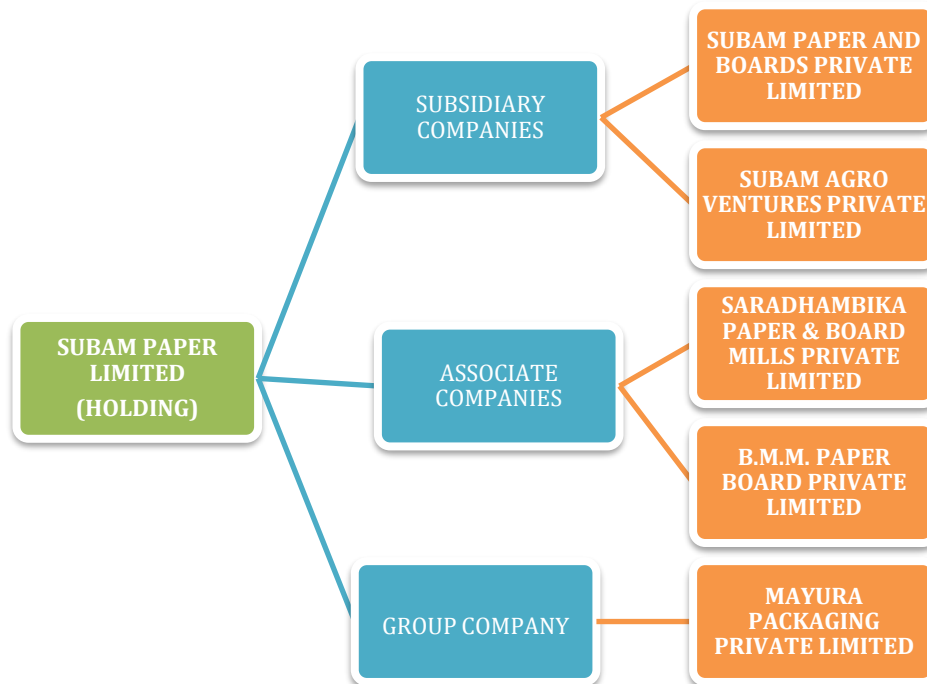 SUBAM PAPER
LIMITED
(HOLDING)
SUBSIDIARY
COMPANIES
SUBAM PAPER AND
BOARDS PRIVATE
LIMITED
SUBAM AGRO
VENTURES PRIVATE
LIMITED
ASSOCIATE
COMPANIES
SARADHAMBIKA
PAPER & BOARD
MILLS PRIVATE
LIMITED
B.M.M. PAPER
BOARD PRIVATE
LIMITED
GROUP COMPANY
MAYURA
PACKAGING
PRIVATE LIMITED